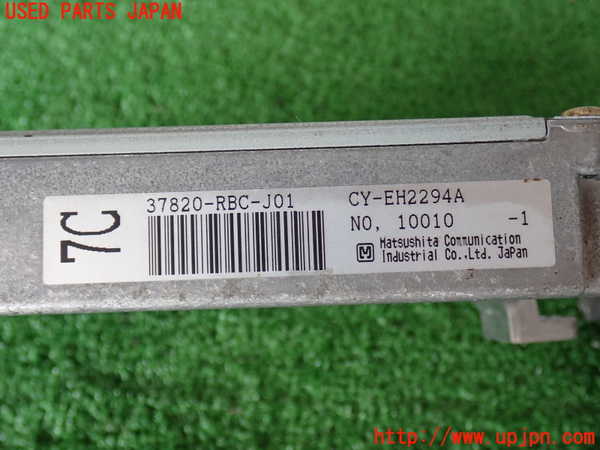 USED PARTS JAPAN
7C
37820-RBC-J01
CY-EH2294A
NO, 10010 -1
M Matsushita Communication
Industrial Co.,Ltd. JaPan
http://www.upjpn.com/